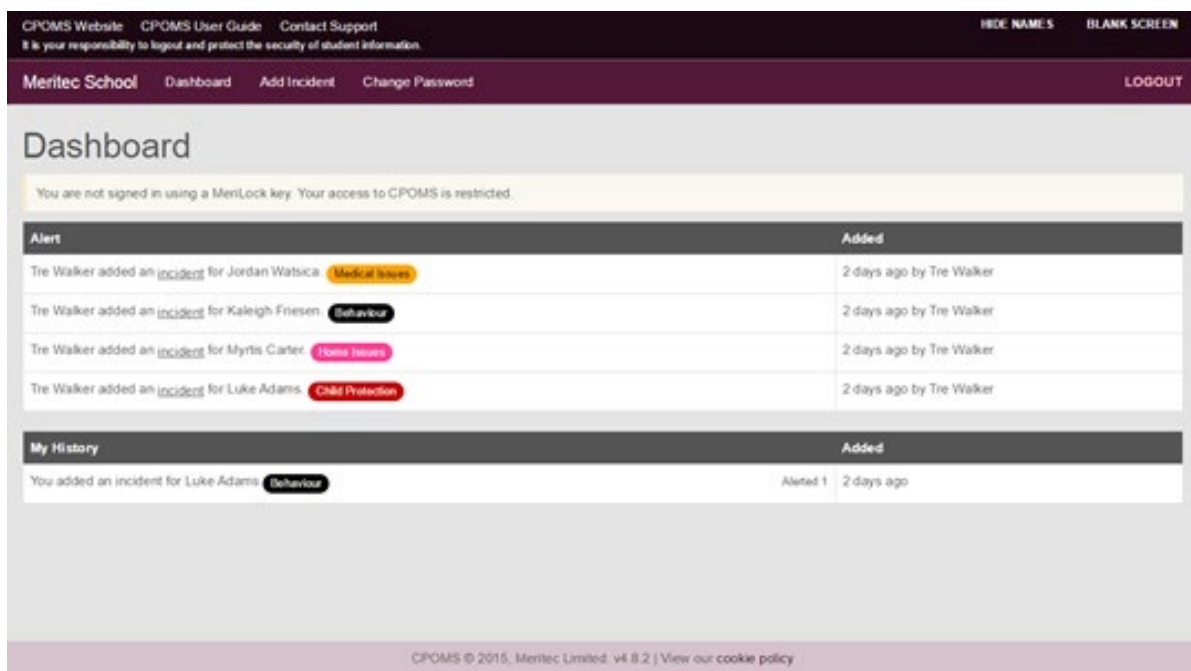 CPOMS Website CPOMS User Guide Contact Support HIDE NAMES BLANK SCREEN
It is your responsibility to logout and protect the security of student information.
Meritec School Dashboard Add Incident Change Password LOGOUT
Dashboard
You are not signed in using a MeriLock key. Your access to CPOMS is restricted.
Alert Added
Tre Walker added an incident for Jordan Watsica. Medical Issues 2 days ago by Tre Walker
Tre Walker added an incident for Kaleigh Friesen. Behaviour 2 days ago by Tre Walker
Tre Walker added an incident for Myrtis Carter. Home Issues 2 days ago by Tre Walker
Tre Walker added an incident for Luke Adams. Child Protection 2 days ago by Tre Walker
My History Added
You added an incident for Luke Adams Behaviour Alerted 1 2 days ago
CPOMS © 2015, Meritec Limited. v4.8.2 | View our cookie policy